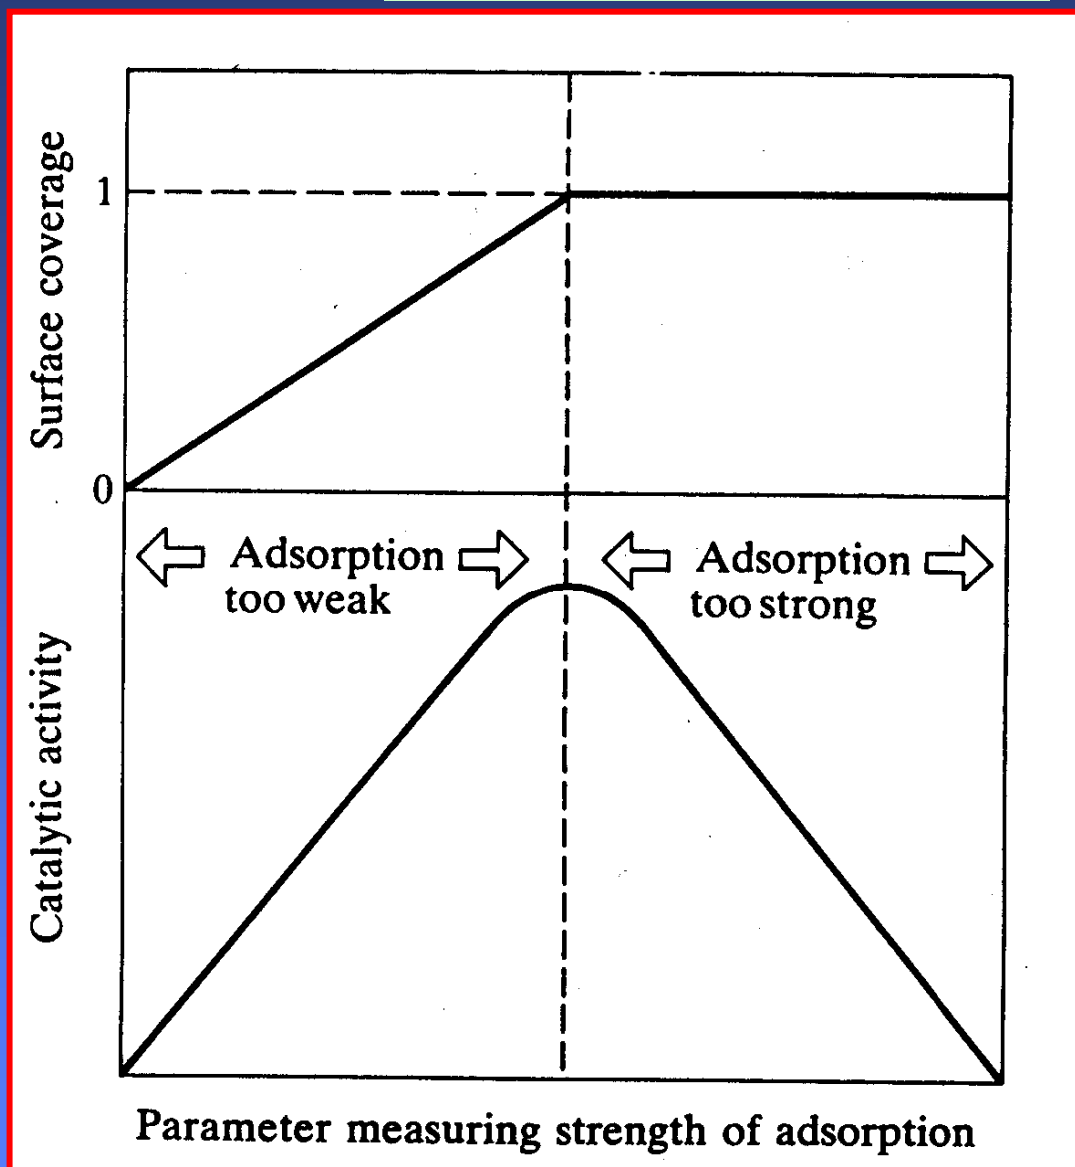 Surface coverage
1
0
Adsorption
too weak
Adsorption
too strong
Catalytic activity
Parameter measuring strength of adsorption